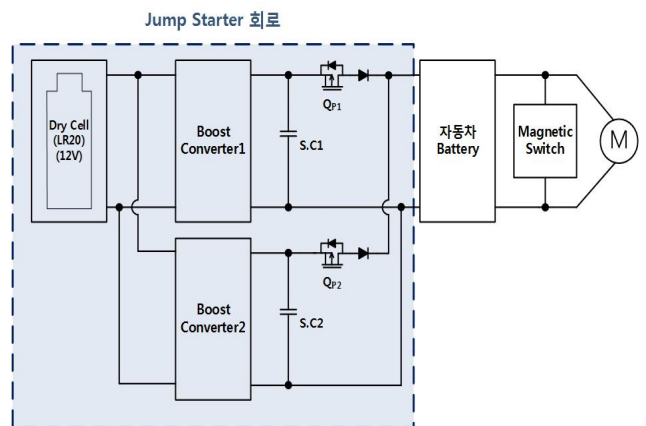 Jump Starter 회로
Dry Cell
(LR20)
(12V)
Boost
Converter1
S.C1
QP1
자동차
Battery
Magnetic
Switch
M
Boost
Converter2
S.C2
QP2